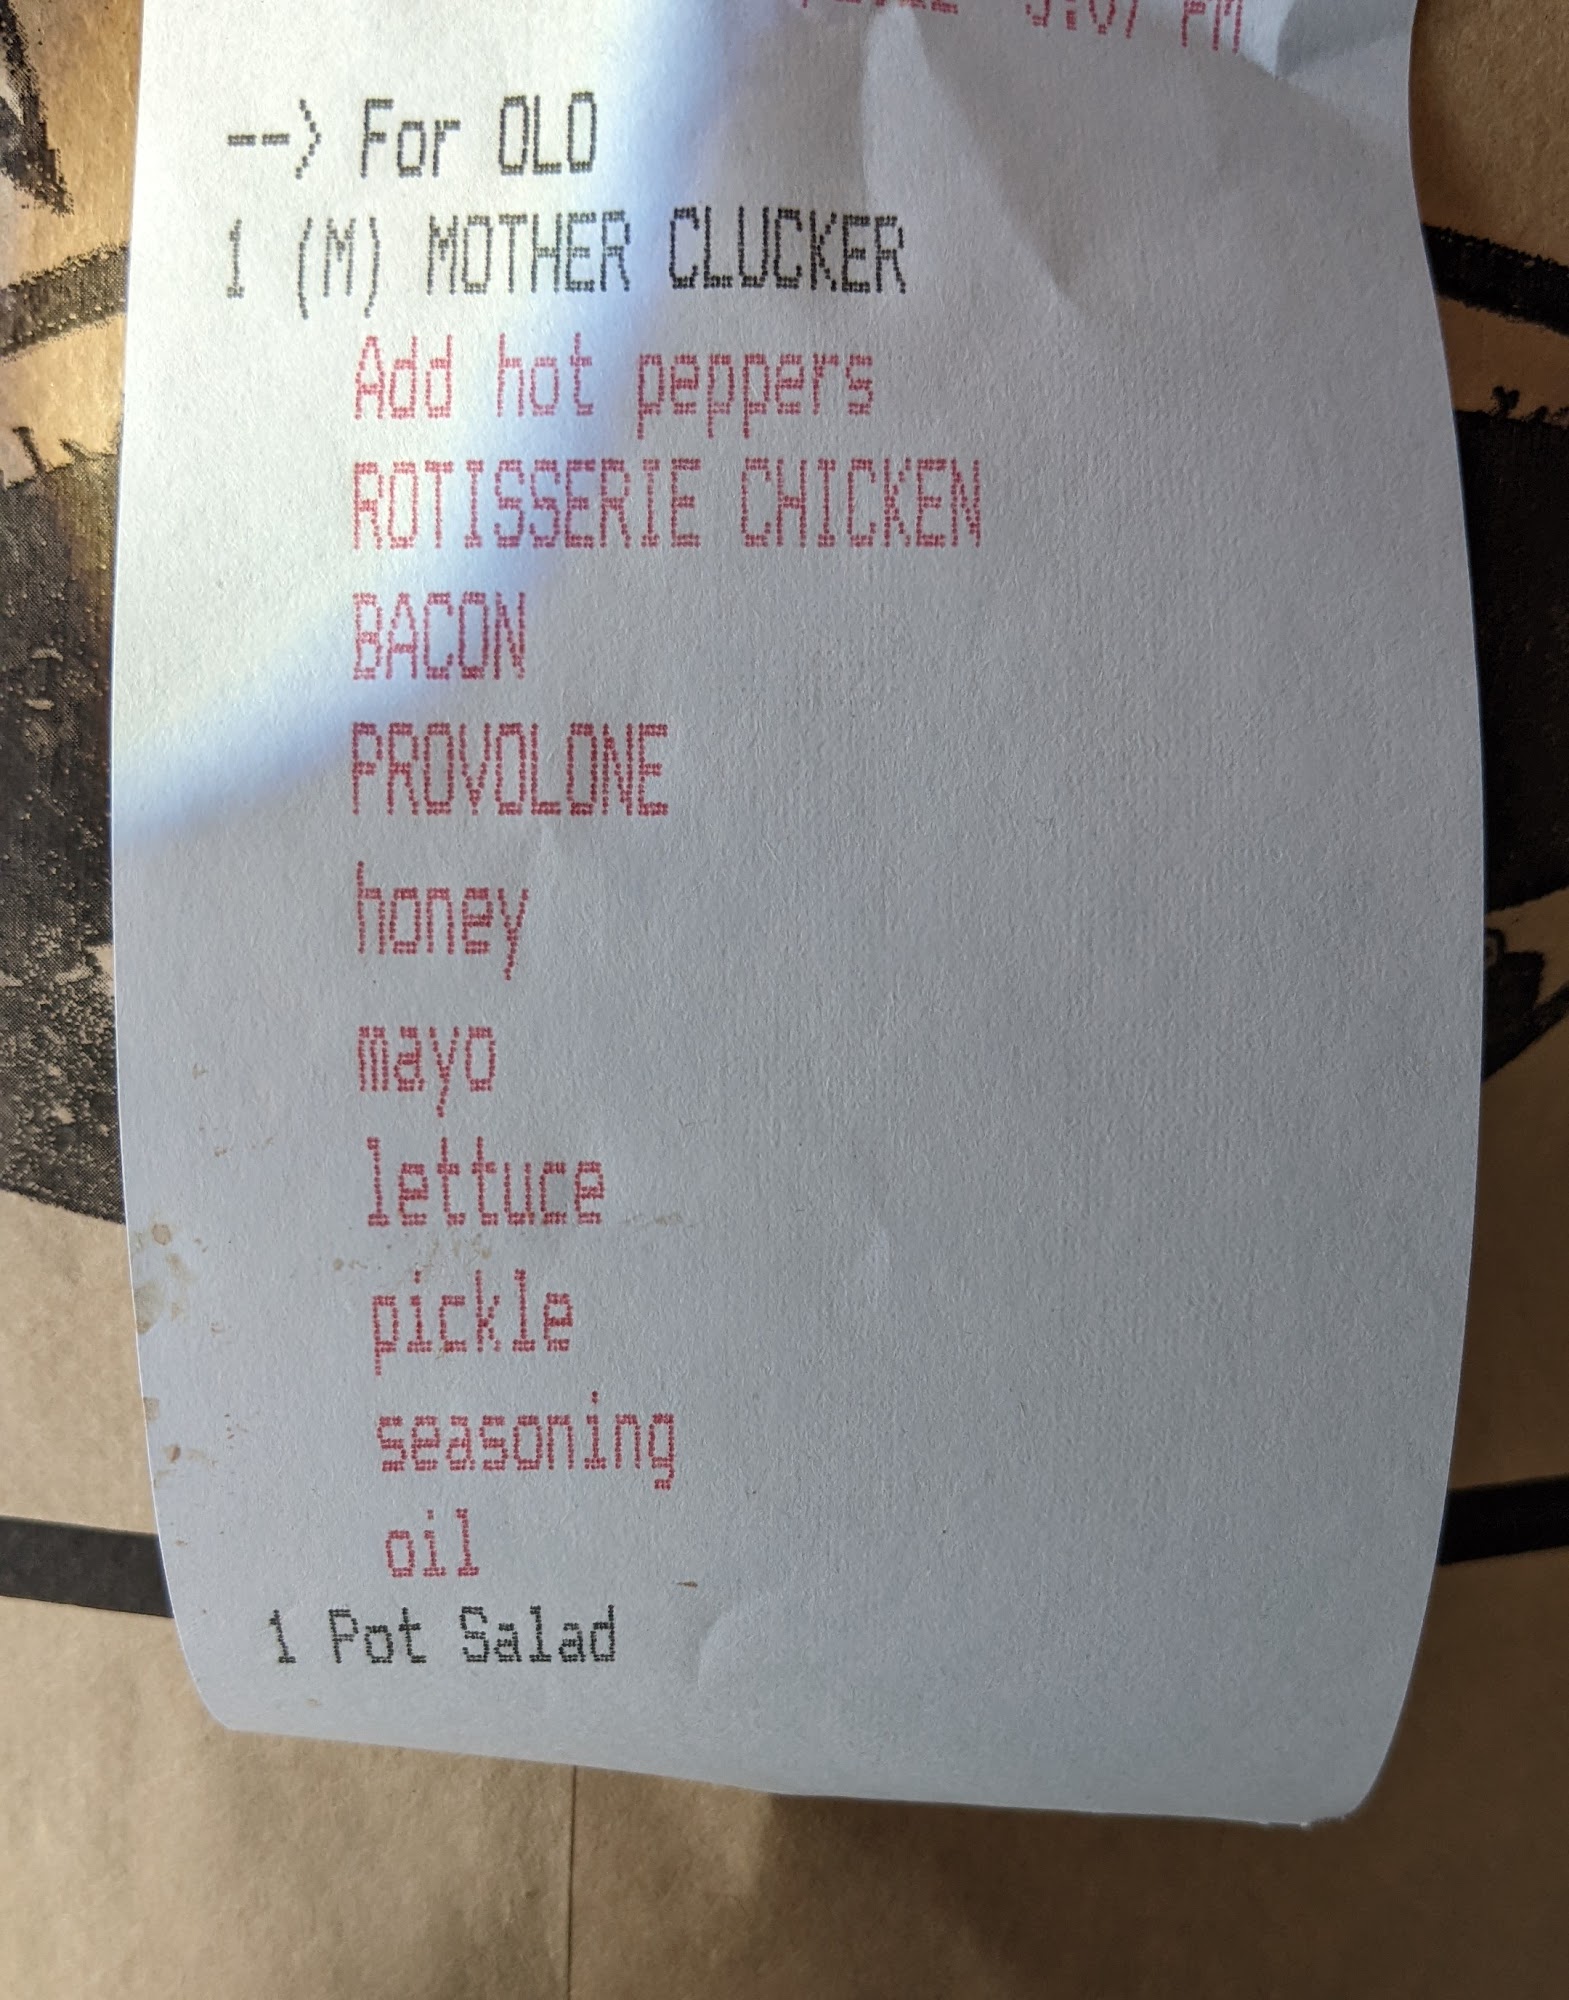 PM
--> For OLO
1 (M) MOTHER CLUCKER
Add hot peppers
ROTISSERIE CHICKEN
BACON
PROVOLONE
honey
mayo
lettuce
pickle
seasoning
oil
1 Pot Salad